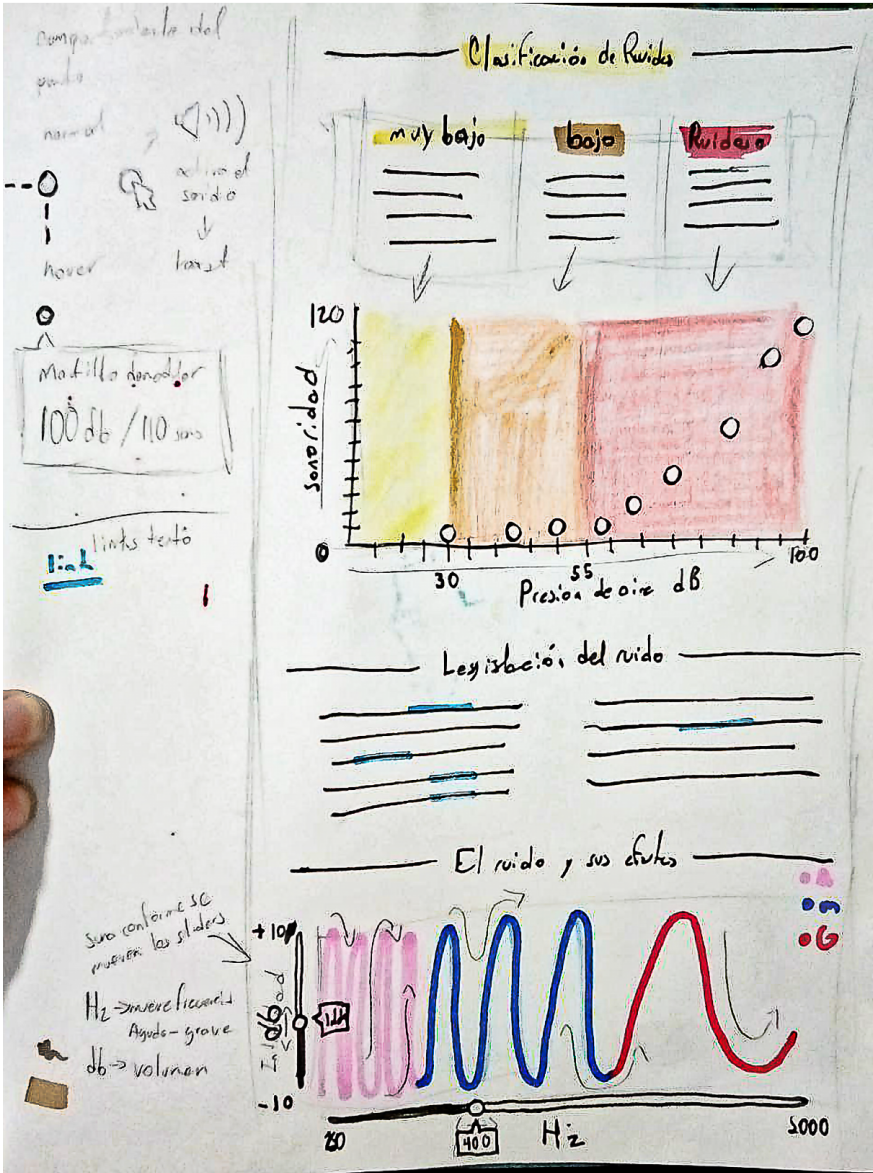 comportamiento del
punto
normal
activa el
sonido
hover
Martillo demoledor
100 db / 110 sons
links texto
link
Clasificación de Ruidos
muy bajo
bajo
Ruidoso
120
sonoridad
0
30
55
100
Presión de aire dB
Legislación del ruido
El ruido y sus efectos
A
M
G
suna conforme se
mueven los sliders
Hz → mueve frecuencia
Agudo - grave
db → volumen
+10
db
-10
400
Hz
5000